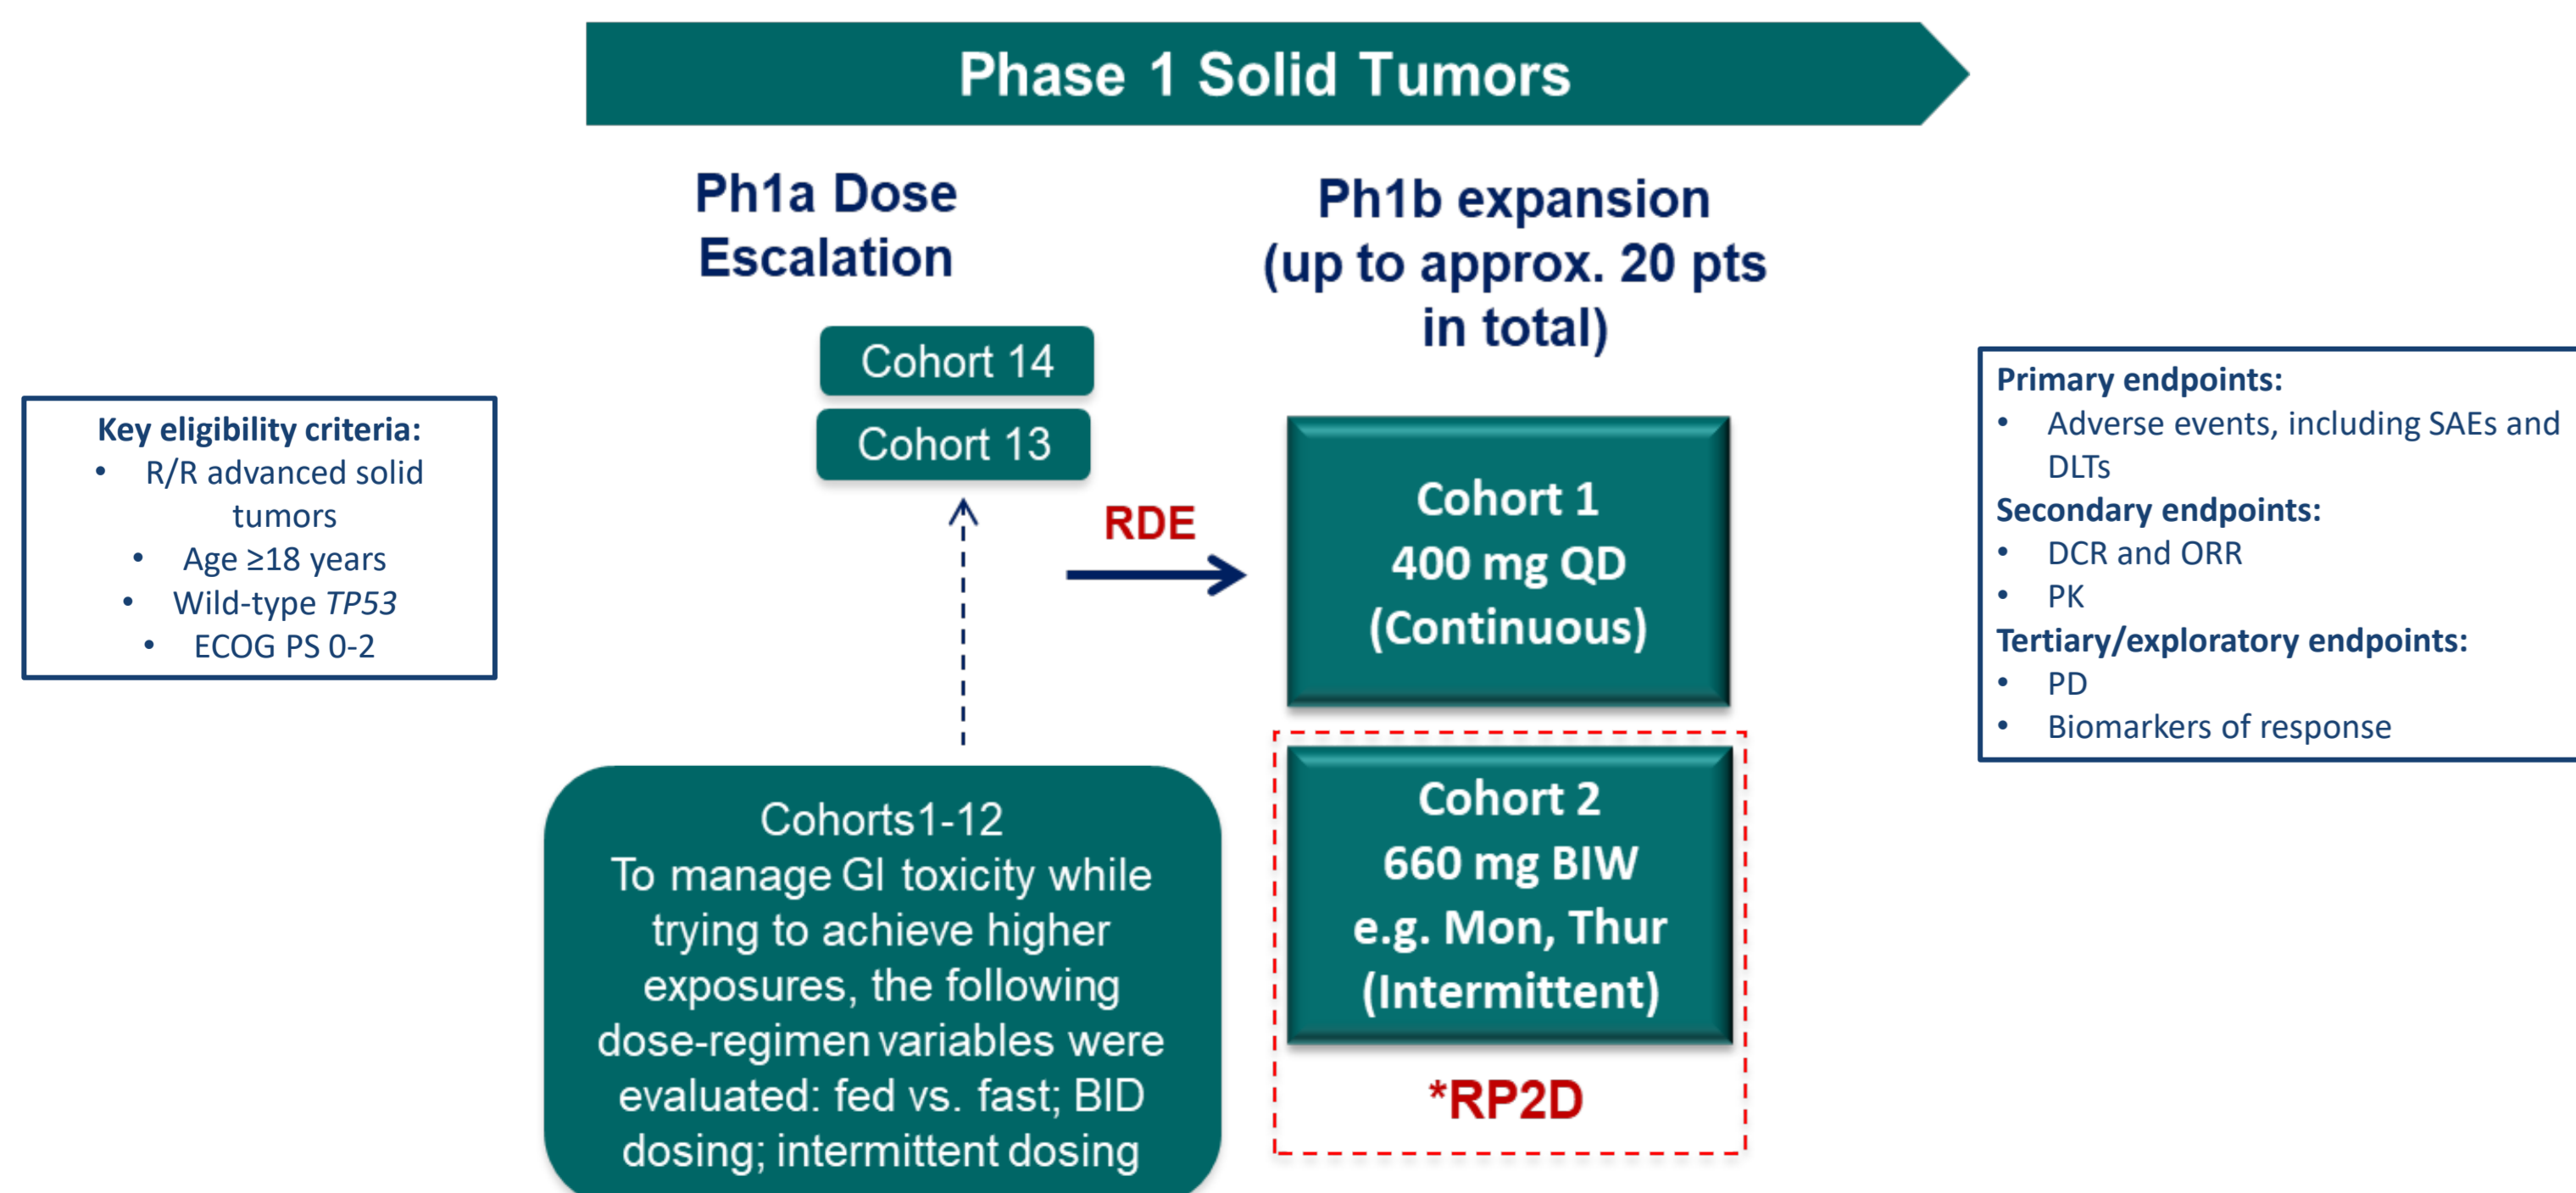 Phase 1 Solid Tumors
Key eligibility criteria:
• R/R advanced solid
tumors
• Age ≥18 years
• Wild-type TP53
• ECOG PS 0-2
Ph1a Dose
Escalation
Cohort 14
Cohort 13
Cohorts1-12
To manage GI toxicity while
trying to achieve higher
exposures, the following
dose-regimen variables were
evaluated: fed vs. fast; BID
dosing; intermittent dosing
RDE
Ph1b expansion
(up to approx. 20 pts
in total)
Cohort 1
400 mg QD
(Continuous)
Cohort 2
660 mg BIW
e.g. Mon, Thur
(Intermittent)
*RP2D
Primary endpoints:
• Adverse events, including SAEs and
DLTs
Secondary endpoints:
• DCR and ORR
• PK
Tertiary/exploratory endpoints:
• PD
• Biomarkers of response